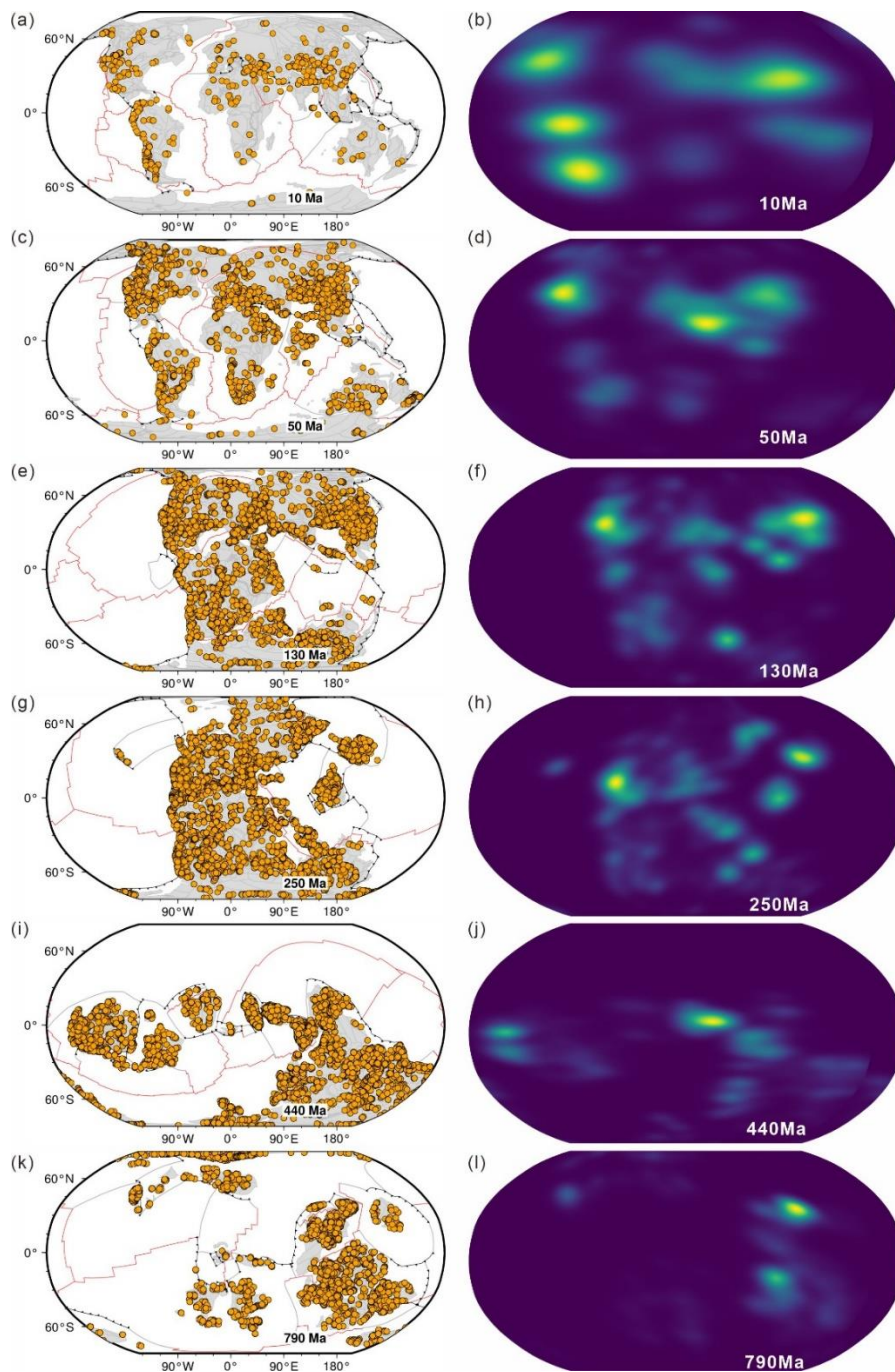 (a)
60°N
0°
60°S
10 Ma
90°W 0° 90°E 180°
(b)
10Ma
(c)
60°N
0°
60°S
50 Ma
90°W 0° 90°E 180°
(d)
50Ma
(e)
60°N
0°
60°S
130 Ma
90°W 0° 90°E 180°
(f)
130Ma
(g)
60°N
0°
60°S
250 Ma
90°W 0° 90°E 180°
(h)
250Ma
(i)
60°N
0°
60°S
440 Ma
90°W 0° 90°E 180°
(j)
440Ma
(k)
60°N
0°
60°S
790 Ma
90°W 0° 90°E 180°
(l)
790Ma